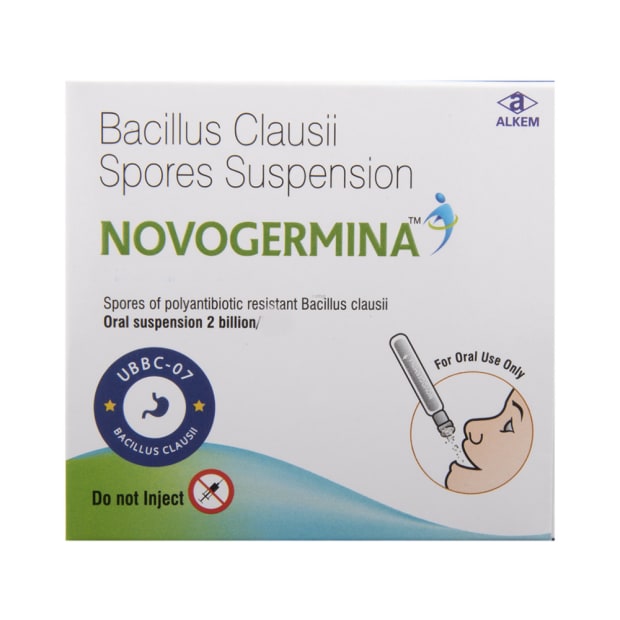 ALKEM
Bacillus Clausii
Spores Suspension
NOVOGERMINA™
Spores of polyantibiotic resistant Bacillus clausii
Oral suspension 2 billion/
For Oral Use Only
UBBC-07
BACILLUS CLAUSII
Do not Inject